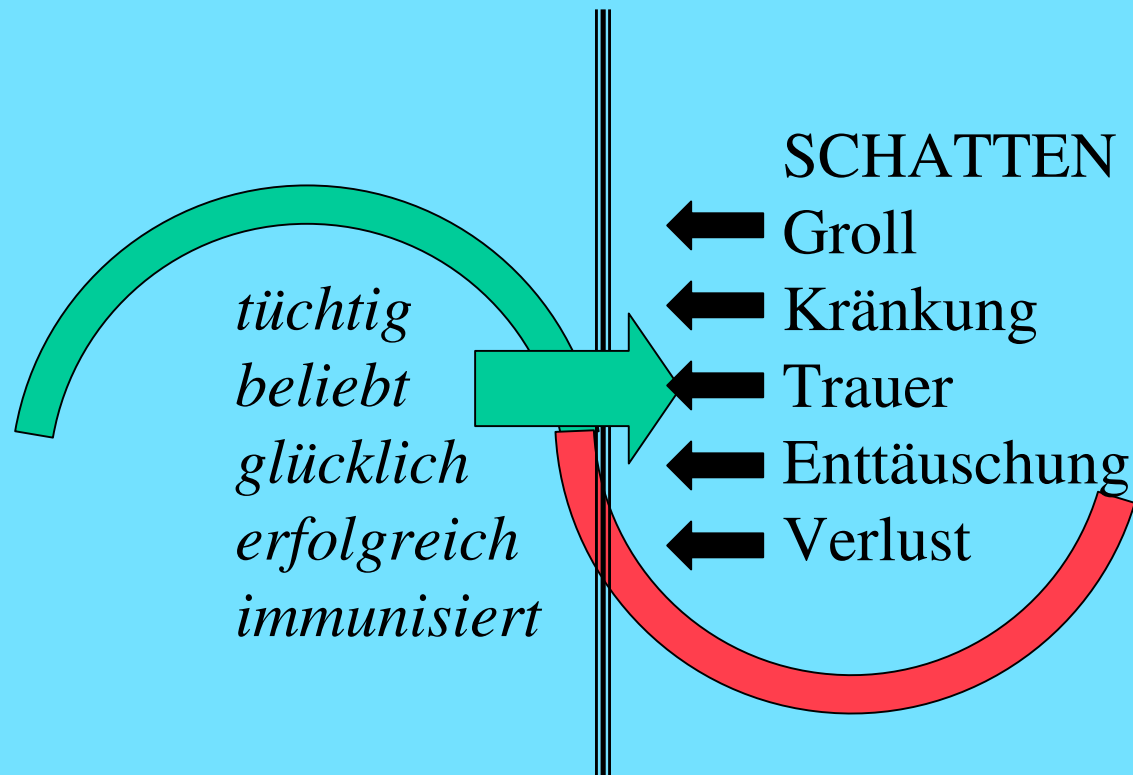 tüchtig
beliebt
glücklich
erfolgreich
immunisiert
SCHATTEN
Groll
Kränkung
Trauer
Enttäuschung
Verlust